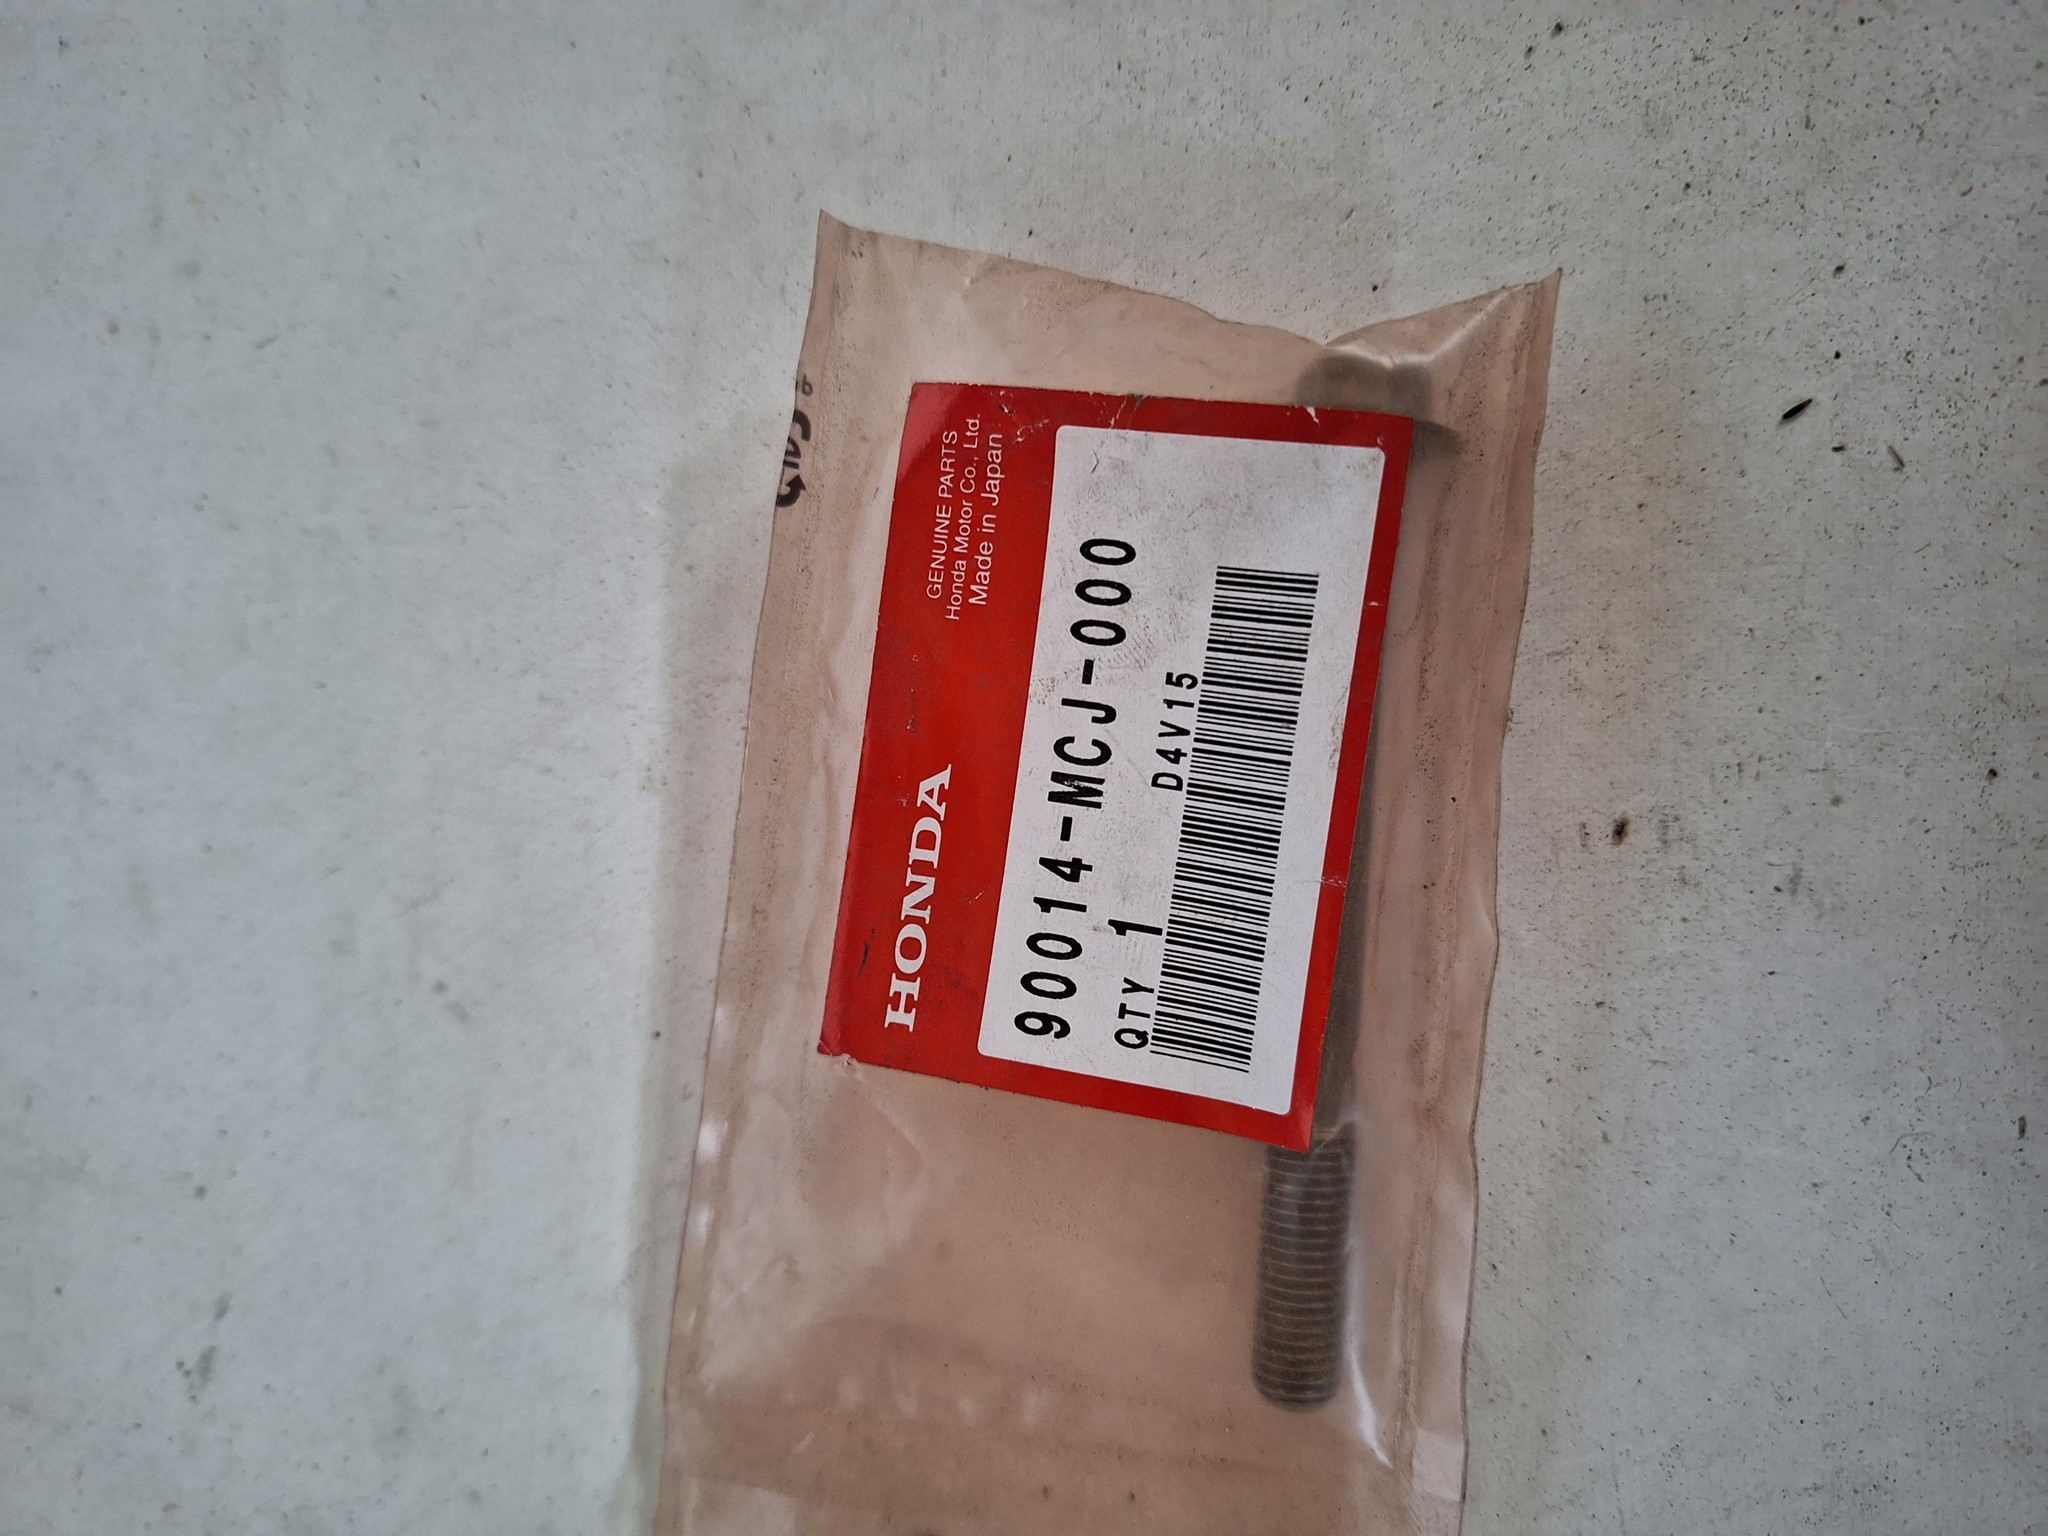 HONDA
GENUINE PARTS
Honda Motor Co., Ltd.
Made in Japan
90014-MCJ-000
QTY 1
D4V15